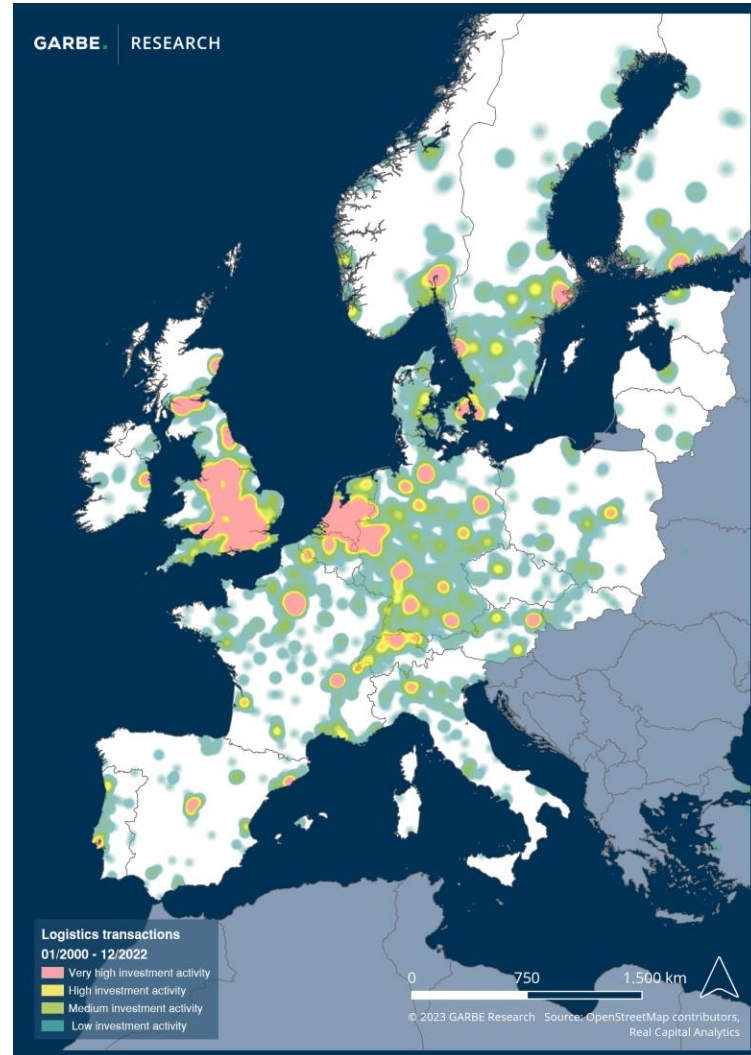 GARBE. RESEARCH
Logistics transactions
01/2000 - 12/2022
Very high investment activity
High investment activity
Medium investment activity
Low investment activity
0 750 1.500 km
© 2023 GARBE Research Source: OpenStreetMap contributors,
Real Capital Analytics